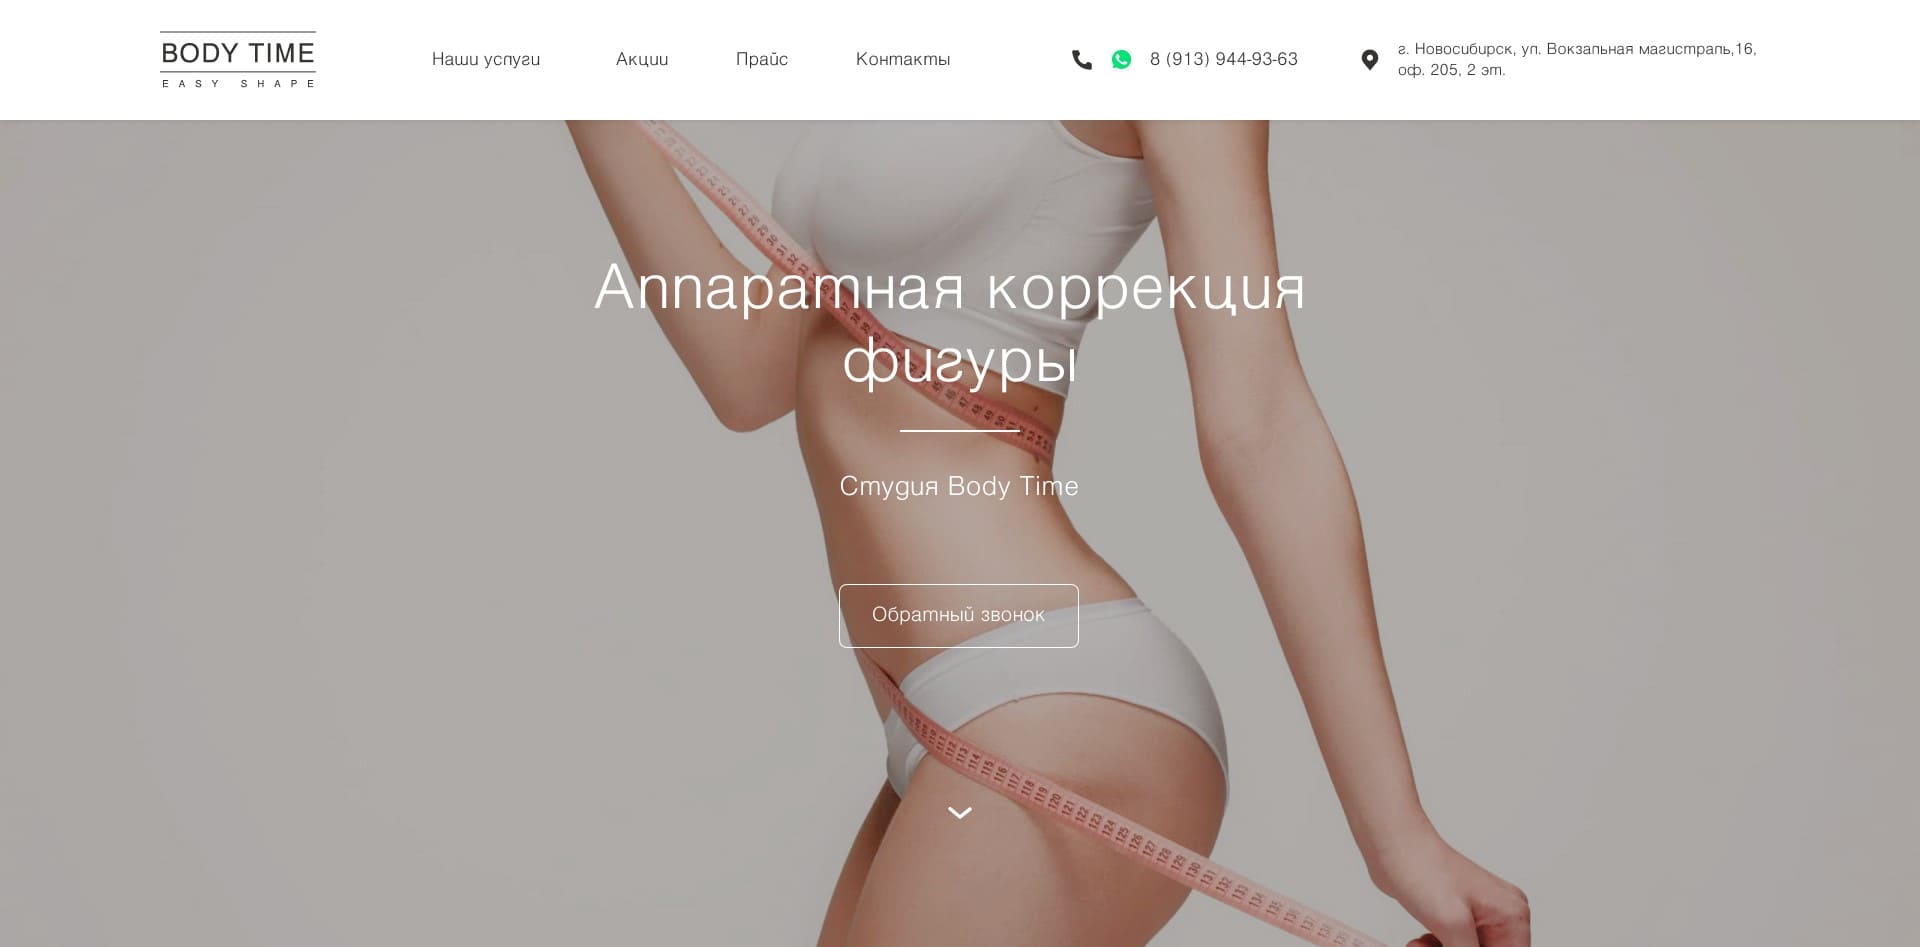 BODY TIME
EASY SHAPE
Наши услуги
Акции
Прайс
Контакты
8 (913) 944-93-63
г. Новосибирск, ул. Вокзальная магистраль,16,
оф. 205, 2 эт.
Аппаратная коррекция
фигуры
Студия Body Time
Обратный звонок